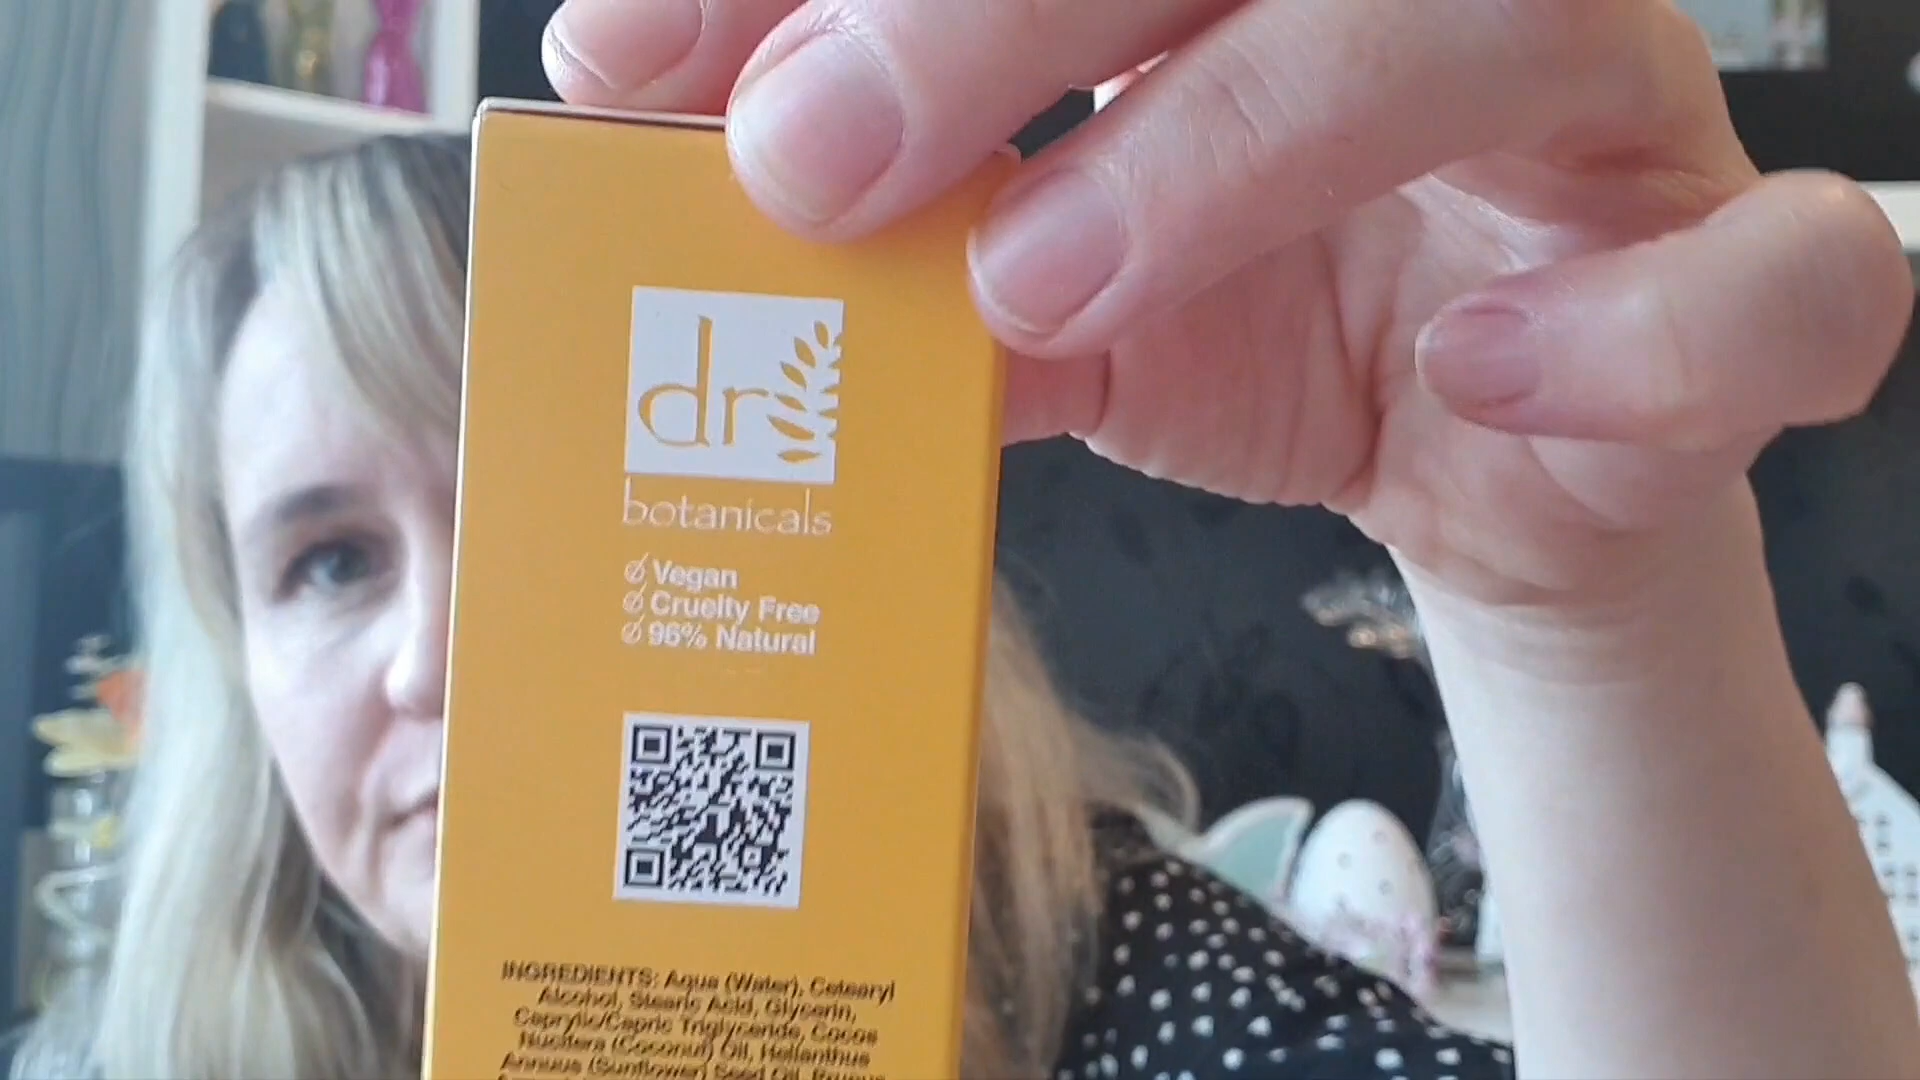 dr
botanicals
Vegan
Cruelty Free
96% Natural
INGREDIENTS: Aqua (Water), Cetearyl
Alcohol, Stearic Acid, Glycerin,
Caprylic/Capric Triglyceride, Cocos
Nucifera (Coconut) Oil, Helianthus
Annuus (Sunflower) Seed Oil, Prunus